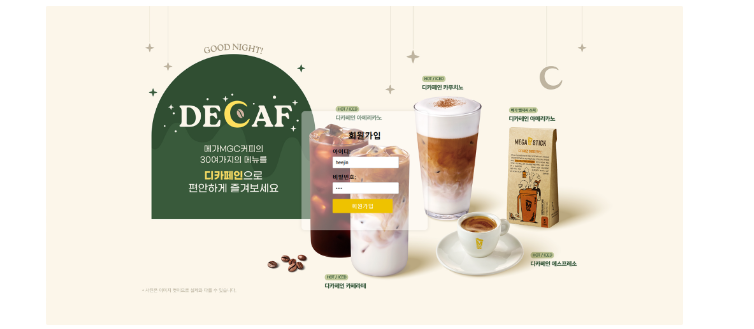 GOOD NIGHT!
DECAF
메가MGC커피의
30여가지의 메뉴를
디카페인으로
편안하게 즐겨보세요
HOT / ICED
디카페인 아메리카노
HOT / ICED
디카페인 카푸치노
디카페인 아메리카노
MEGA STICK
회원가입
아이디:
heejin
비밀번호:
회원가입
HOT / ICED
디카페인 카페라떼
HOT / ICED
디카페인 에스프레소